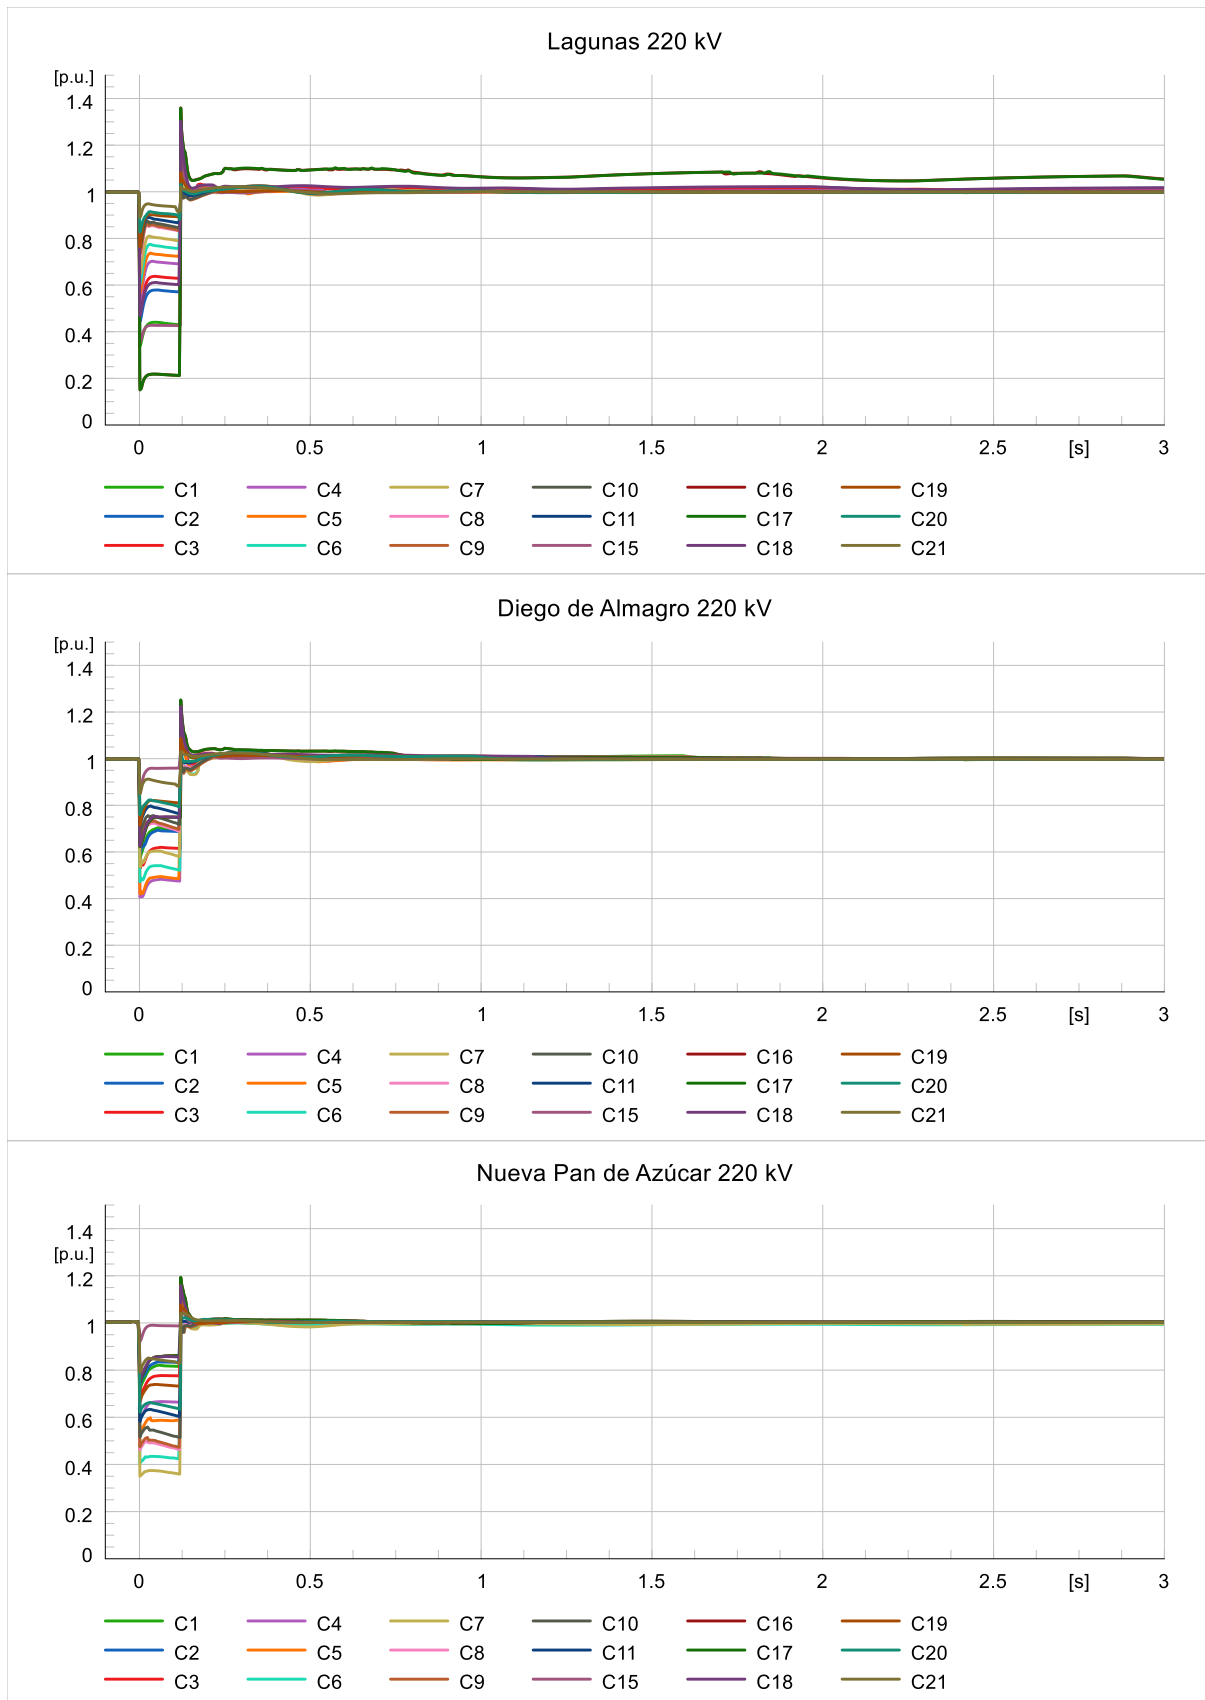 Lagunas 220 kV
[p.u.]
1.4
1.2
1
0.8
0.6
0.4
0.2
0
0 0.5 1 1.5 2 2.5 [s] 3
C1 C4 C7 C10 C16 C19
C2 C5 C8 C11 C17 C20
C3 C6 C9 C15 C18 C21
Diego de Almagro 220 kV
[p.u.]
1.4
1.2
1
0.8
0.6
0.4
0.2
0
0 0.5 1 1.5 2 2.5 [s] 3
C1 C4 C7 C10 C16 C19
C2 C5 C8 C11 C17 C20
C3 C6 C9 C15 C18 C21
Nueva Pan de Azúcar 220 kV
1.4
[p.u.]
1.2
1
0.8
0.6
0.4
0.2
0
0 0.5 1 1.5 2 2.5 [s] 3
C1 C4 C7 C10 C16 C19
C2 C5 C8 C11 C17 C20
C3 C6 C9 C15 C18 C21